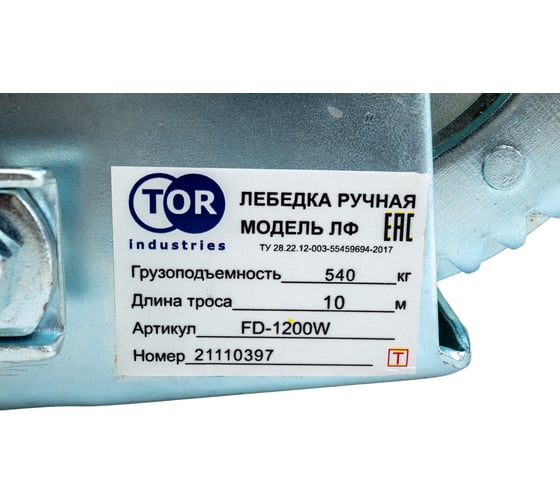 TOR
industries
ЛЕБЕДКА РУЧНАЯ
МОДЕЛЬ ЛФ EAC
ТУ 28.22.12-003-55459694-2017
Грузоподъемность 540 кг
Длина троса 10 м
Артикул FD-1200W
Номер 21110397 T